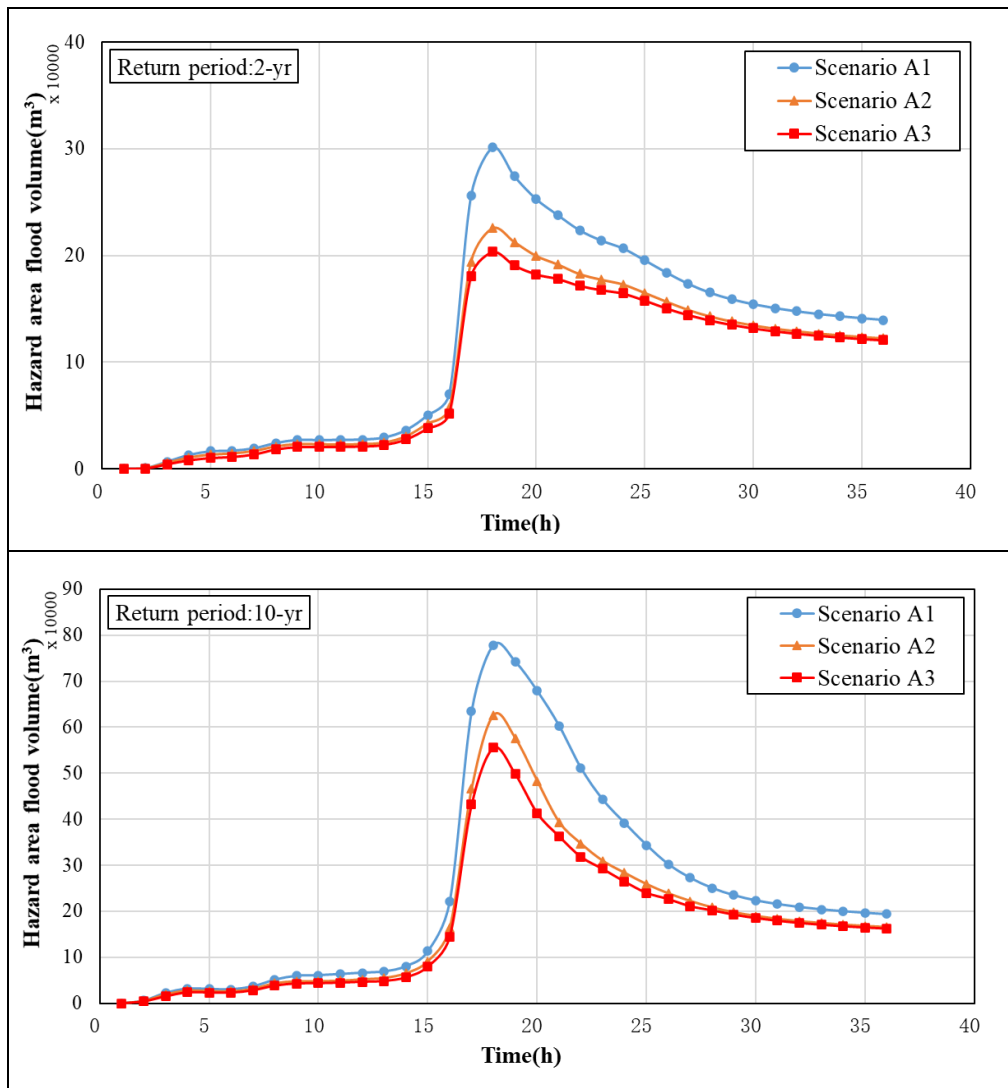 Return period:2-yr
Hazard area flood volume(m³)
x 10000
Scenario A1
Scenario A2
Scenario A3
40
30
20
10
0
0 5 10 15 20 25 30 35 40
Time(h)
Return period:10-yr
Hazard area flood volume(m³)
x 10000
Scenario A1
Scenario A2
Scenario A3
90
80
70
60
50
40
30
20
10
0
0 5 10 15 20 25 30 35 40
Time(h)